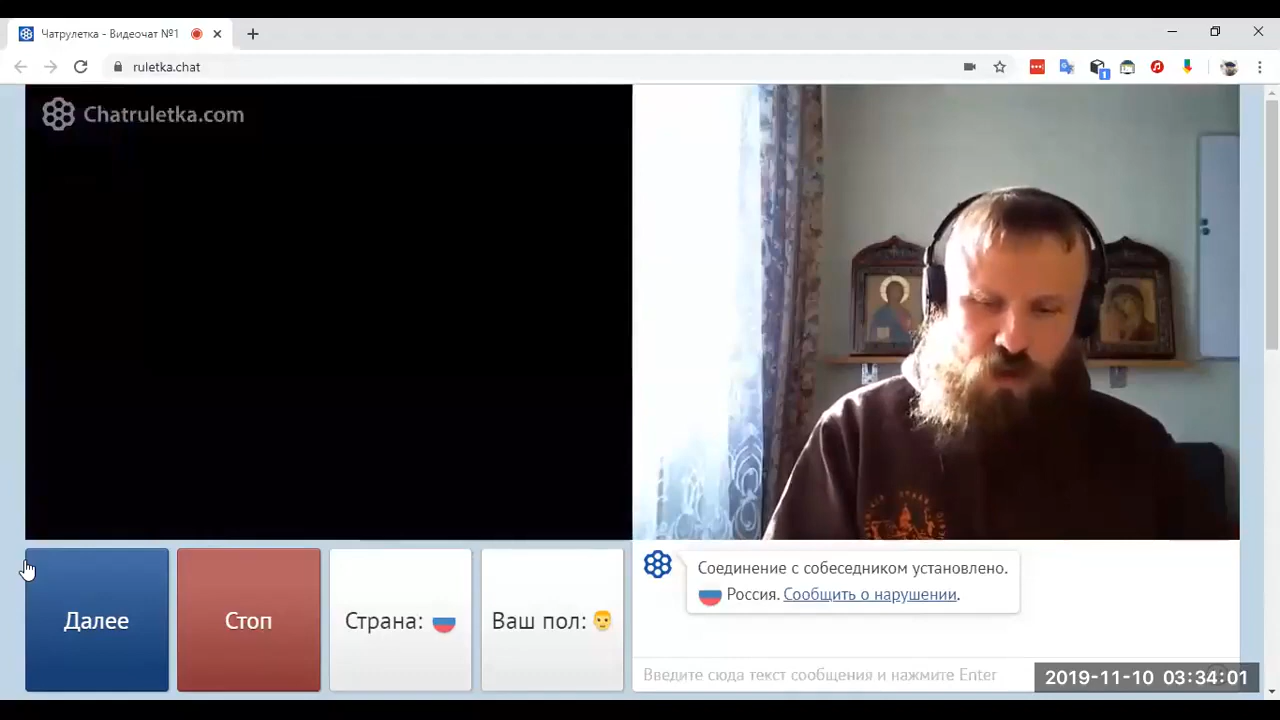 Чатрулетка - Видеочат №1
ruletka.chat
1
Chatruletka.com
Далее
Стоп
Страна:
Ваш пол:
Соединение с собеседником установлено.
Россия. Сообщить о нарушении.
Введите сюда текст сообщения и нажмите Enter
2019-11-10 03:34:01